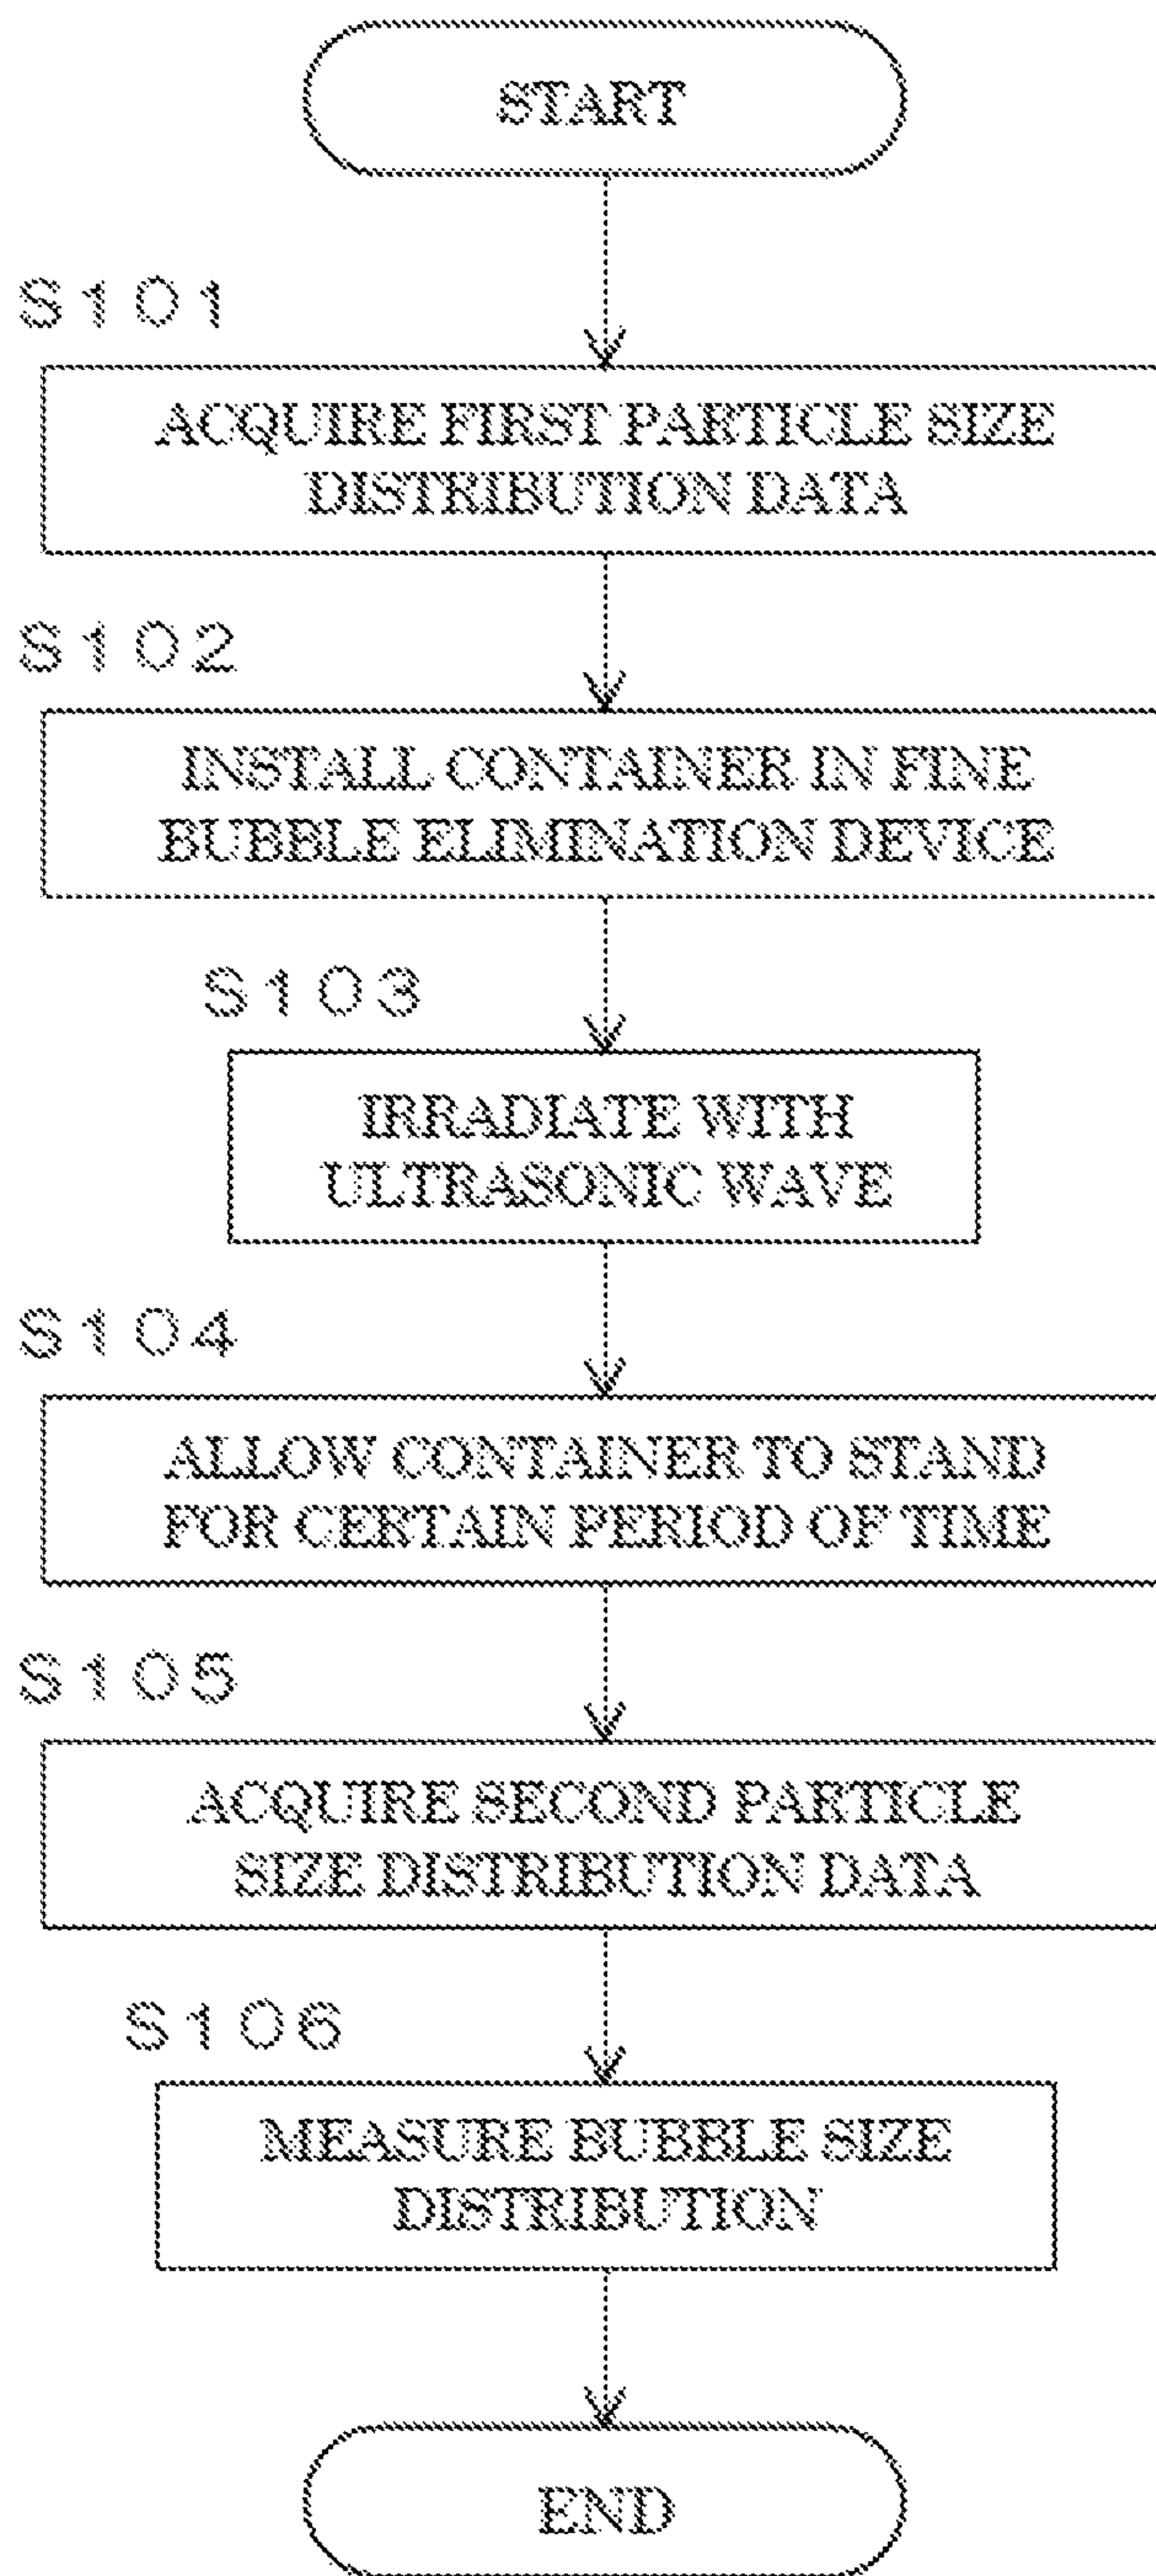 START
S101
ACQUIRE FIRST PARTICLE SIZE
DISTRIBUTION DATA
S102
INSTALL CONTAINER IN FINE
BUBBLE ELIMINATION DEVICE
S103
IRRADIATE WITH
ULTRASONIC WAVE
S104
ALLOW CONTAINER TO STAND
FOR CERTAIN PERIOD OF TIME
S105
ACQUIRE SECOND PARTICLE
SIZE DISTRIBUTION DATA
S106
MEASURE BUBBLE SIZE
DISTRIBUTION
END